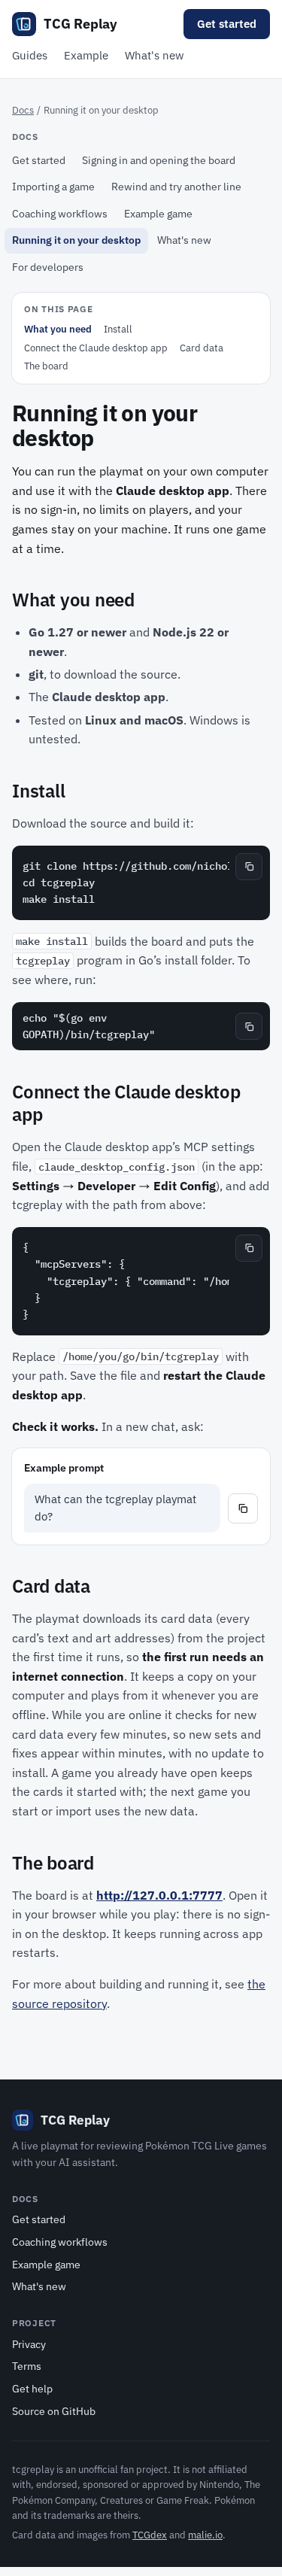 TCG Replay
Get started
Guides Example What's new
Docs / Running it on your desktop
DOCS
Get started Signing in and opening the board
Importing a game Rewind and try another line
Coaching workflows Example game
Running it on your desktop What's new
For developers
ON THIS PAGE
What you need Install
Connect the Claude desktop app Card data
The board
Running it on your
desktop
You can run the playmat on your own computer
and use it with the Claude desktop app. There
is no sign-in, no limits on players, and your
games stay on your machine. It runs one game
at a time.
What you need
• Go 1.27 or newer and Node.js 22 or
newer.
• git, to download the source.
• The Claude desktop app.
• Tested on Linux and macOS. Windows is
untested.
Install
Download the source and build it:
git clone https://github.com/nichol
cd tcgreplay
make install
make install builds the board and puts the
tcgreplay program in Go’s install folder. To
see where, run:
echo "$(go env
GOPATH)/bin/tcgreplay"
Connect the Claude desktop
app
Open the Claude desktop app’s MCP settings
file, claude_desktop_config.json (in the app:
Settings → Developer → Edit Config), and add
tcgreplay with the path from above:
{
"mcpServers": {
"tcgreplay": { "command": "/hom
}
}
Replace /home/you/go/bin/tcgreplay with
your path. Save the file and restart the Claude
desktop app.
Check it works. In a new chat, ask:
Example prompt
What can the tcgreplay playmat
do?
Card data
The playmat downloads its card data (every
card’s text and art addresses) from the project
the first time it runs, so the first run needs an
internet connection. It keeps a copy on your
computer and plays from it whenever you are
offline. While you are online it checks for new
card data every few minutes, so new sets and
fixes appear within minutes, with no update to
install. A game you already have open keeps
the cards it started with; the next game you
start or import uses the new data.
The board
The board is at http://127.0.0.1:7777. Open it
in your browser while you play: there is no sign-
in on the desktop. It keeps running across app
restarts.
For more about building and running it, see the
source repository.
TCG Replay
A live playmat for reviewing Pokémon TCG Live games
with your AI assistant.
DOCS
Get started
Coaching workflows
Example game
What's new
PROJECT
Privacy
Terms
Get help
Source on GitHub
tcgreplay is an unofficial fan project. It is not affiliated
with, endorsed, sponsored or approved by Nintendo, The
Pokémon Company, Creatures or Game Freak. Pokémon
and its trademarks are theirs.
Card data and images from TCGdex and malie.io.